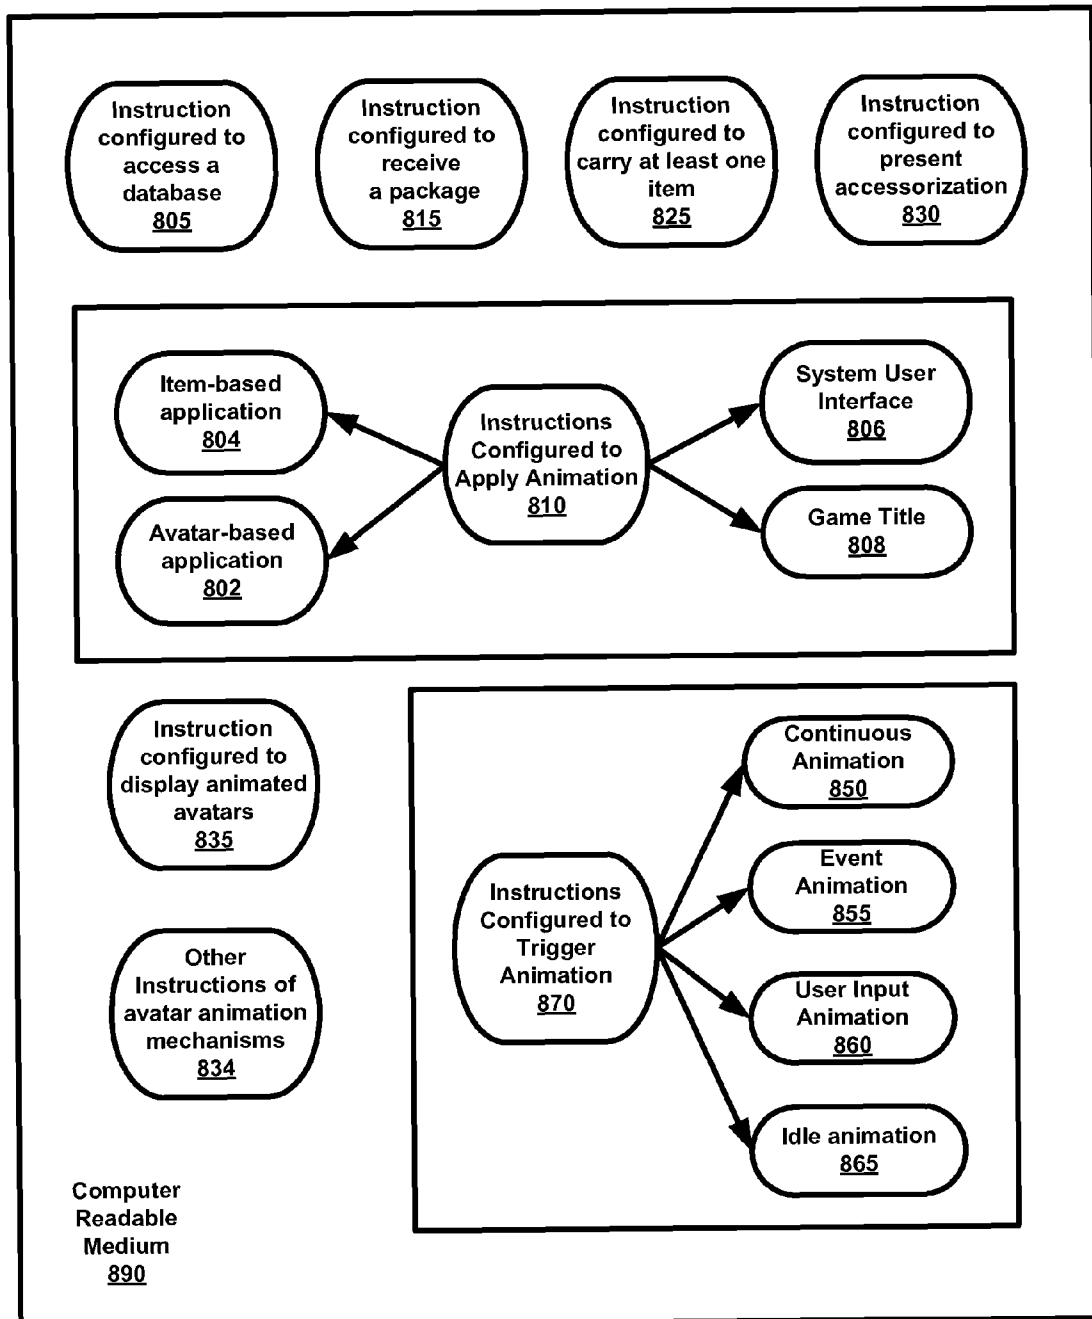 Instruction
configured to
access a
database
805
Instruction
configured to
receive
a package
815
Instruction
configured to
carry at least one
item
825
Instruction
configured to
present
accessorization
830
Item-based
application
804
Avatar-based
application
802
Instructions
Configured to
Apply Animation
810
System User
Interface
806
Game Title
808
Instruction
configured to
display animated
avatars
835
Other
Instructions of
avatar animation
mechanisms
834
Instructions
Configured to
Trigger
Animation
870
Continuous
Animation
850
Event
Animation
855
User Input
Animation
860
Idle animation
865
Computer
Readable
Medium
890